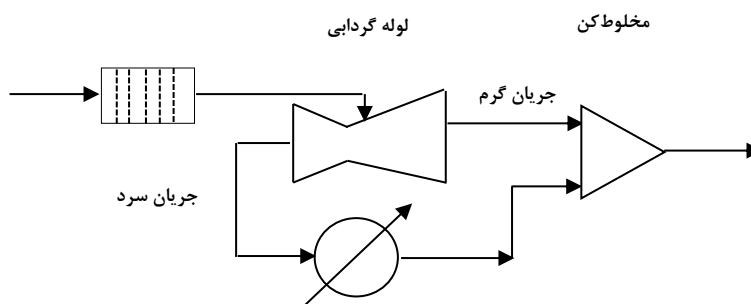 مخلوط‌کن
لوله گردابی
جریان گرم
جریان سرد